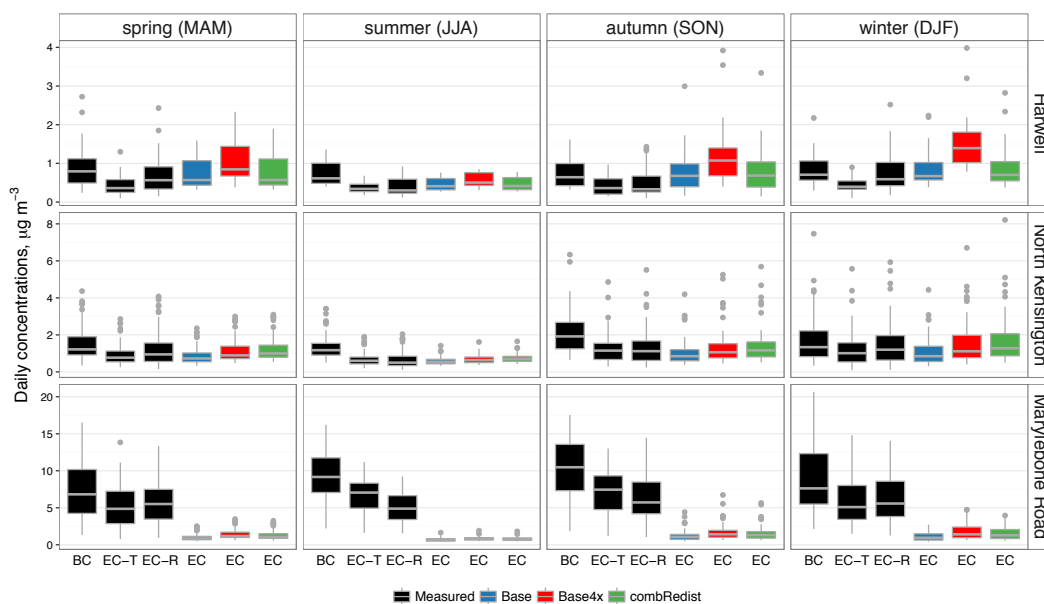 spring (MAM) summer (JJA) autumn (SON) winter (DJF)
Daily concentrations, μg m⁻³
4
3
2
1
0
Harwell
8
6
4
2
0
North Kensington
20
15
10
5
0
Marylebone Road
BC EC−T EC−R EC EC EC BC EC−T EC−R EC EC EC BC EC−T EC−R EC EC EC BC EC−T EC−R EC EC EC
Measured Base Base4x combRedist